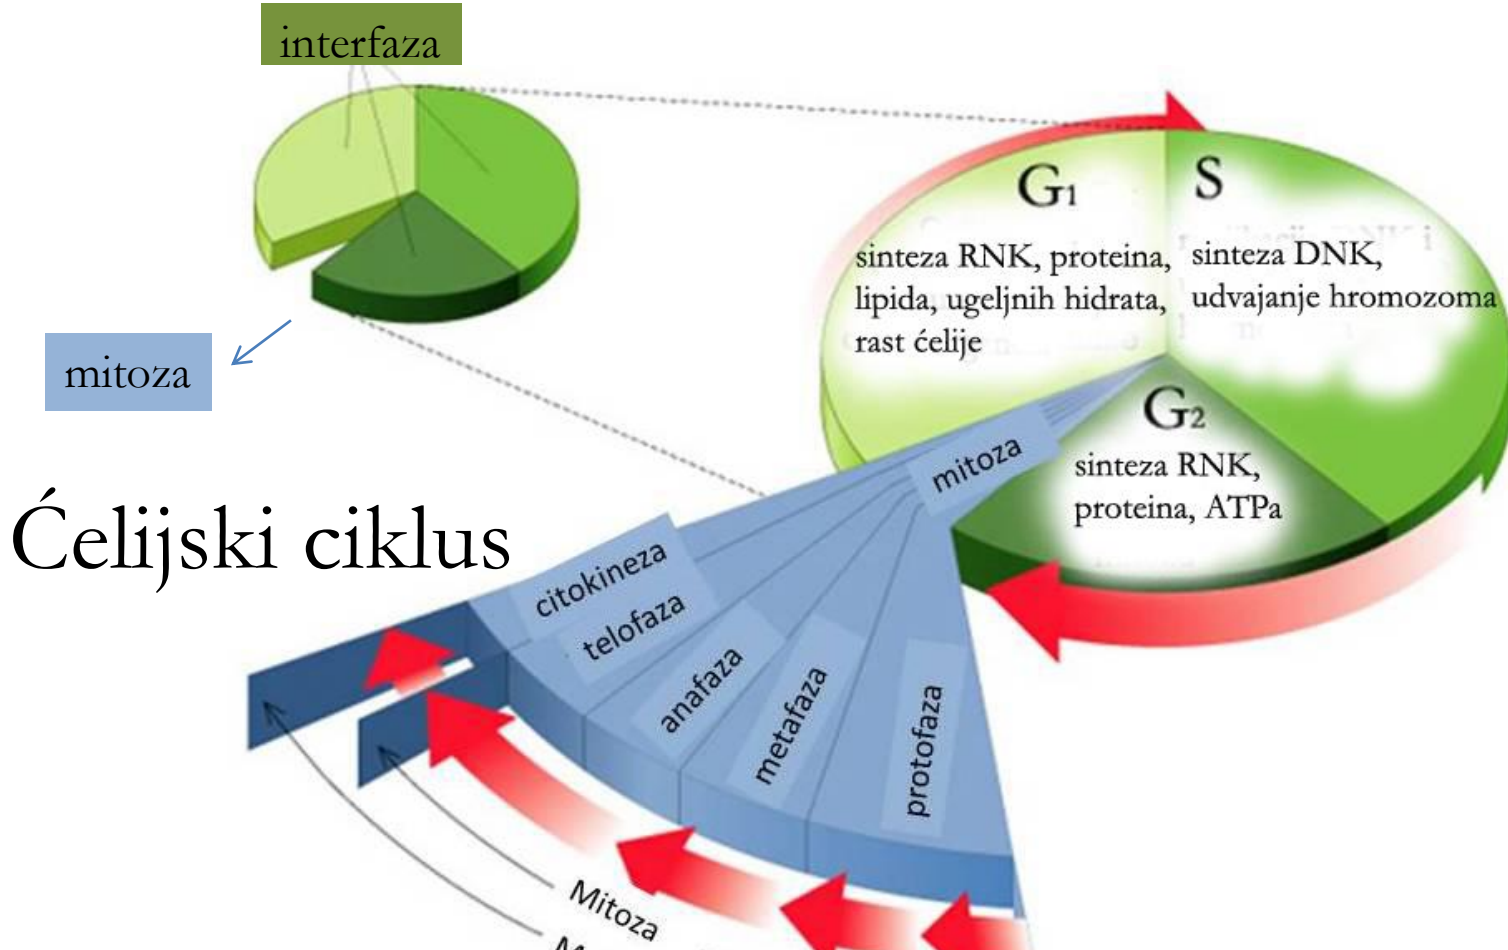 interfaza
G1
S
sinteza RNK, proteina,
lipida, ugeljnih hidrata,
rast ćelije
sinteza DNK,
udvajanje hromozoma
mitoza
G2
sinteza RNK,
proteina, ATPa
mitoza
Ćelijski ciklus
citokineza
telofaza
anafaza
metafaza
protofaza
Mitoza